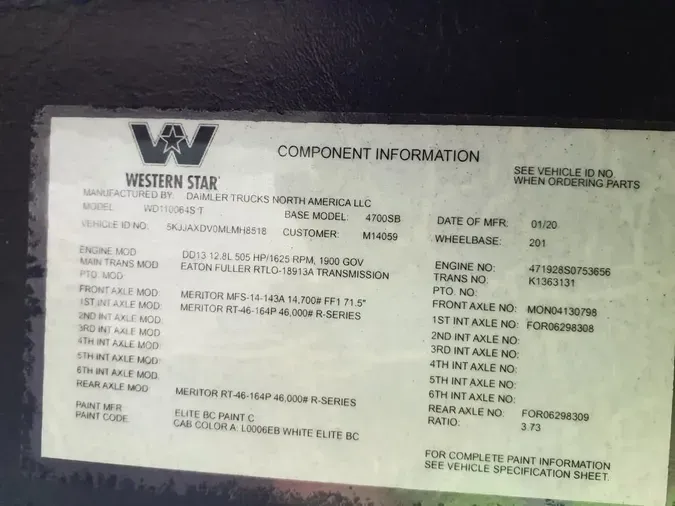 W
WESTERN STAR
COMPONENT INFORMATION
SEE VEHICLE ID NO
WHEN ORDERING PARTS
MANUFACTURED BY: DAIMLER TRUCKS NORTH AMERICA LLC
MODEL WD110064S T BASE MODEL: 4700SB DATE OF MFR: 01/20
VEHICLE ID NO: 5KJJAXDV0MLMH8518 CUSTOMER: M14059 WHEELBASE: 201
ENGINE MOD DD13 12.8L 505 HP/1625 RPM, 1900 GOV ENGINE NO: 471928S0753656
MAIN TRANS MOD EATON FULLER RTLO-18913A TRANSMISSION TRANS NO: K1363131
PTO. MOD PTO. NO:
FRONT AXLE MOD: MERITOR MFS-14-143A 14,700# FF1 71.5" FRONT AXLE NO: MON04130798
1ST INT AXLE MOD: MERITOR RT-46-164P 46,000# R-SERIES 1ST INT AXLE NO: FOR06298308
2ND INT AXLE MOD: 2ND INT AXLE NO:
3RD INT AXLE MOD: 3RD INT AXLE NO:
4TH INT AXLE MOD: 4TH INT AXLE NO:
5TH INT AXLE MOD: 5TH INT AXLE NO:
6TH INT AXLE MOD: 6TH INT AXLE NO:
REAR AXLE MOD MERITOR RT-46-164P 46,000# R-SERIES REAR AXLE NO: FOR06298309
RATIO: 3.73
PAINT MFR ELITE BC PAINT C
PAINT CODE: CAB COLOR A: L0006EB WHITE ELITE BC
FOR COMPLETE PAINT INFORMATION
SEE VEHICLE SPECIFICATION SHEET.